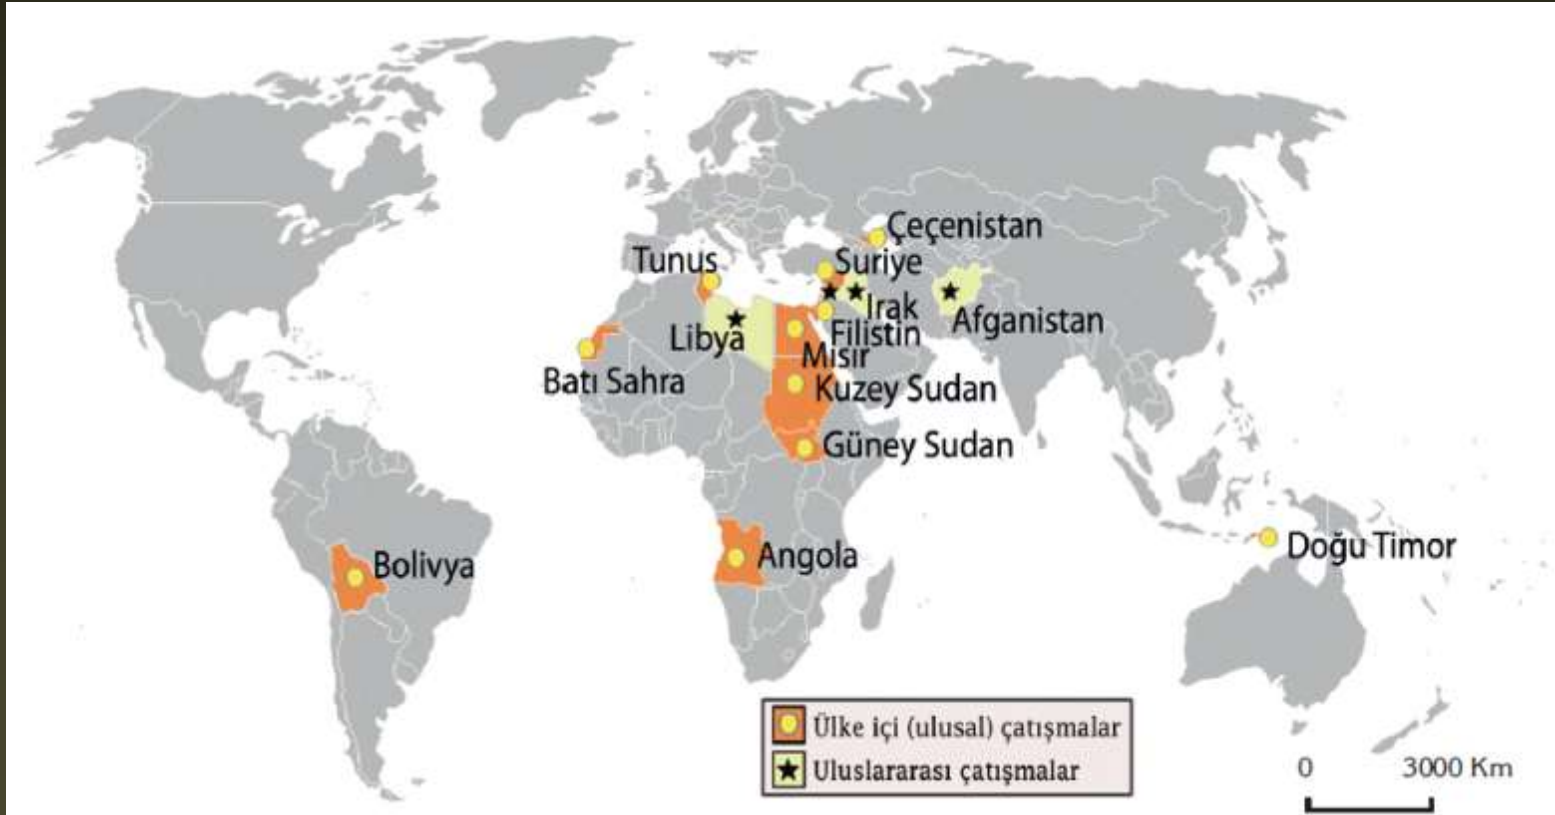 Çeçenistan
Tunus
Suriye
Irak
Afganistan
Libya
Filistin
Mısır
Batı Sahra
Kuzey Sudan
Güney Sudan
Doğu Timor
Angola
Bolivya
Ülke içi (ulusal) çatışmalar
Uluslararası çatışmalar
0 3000 Km